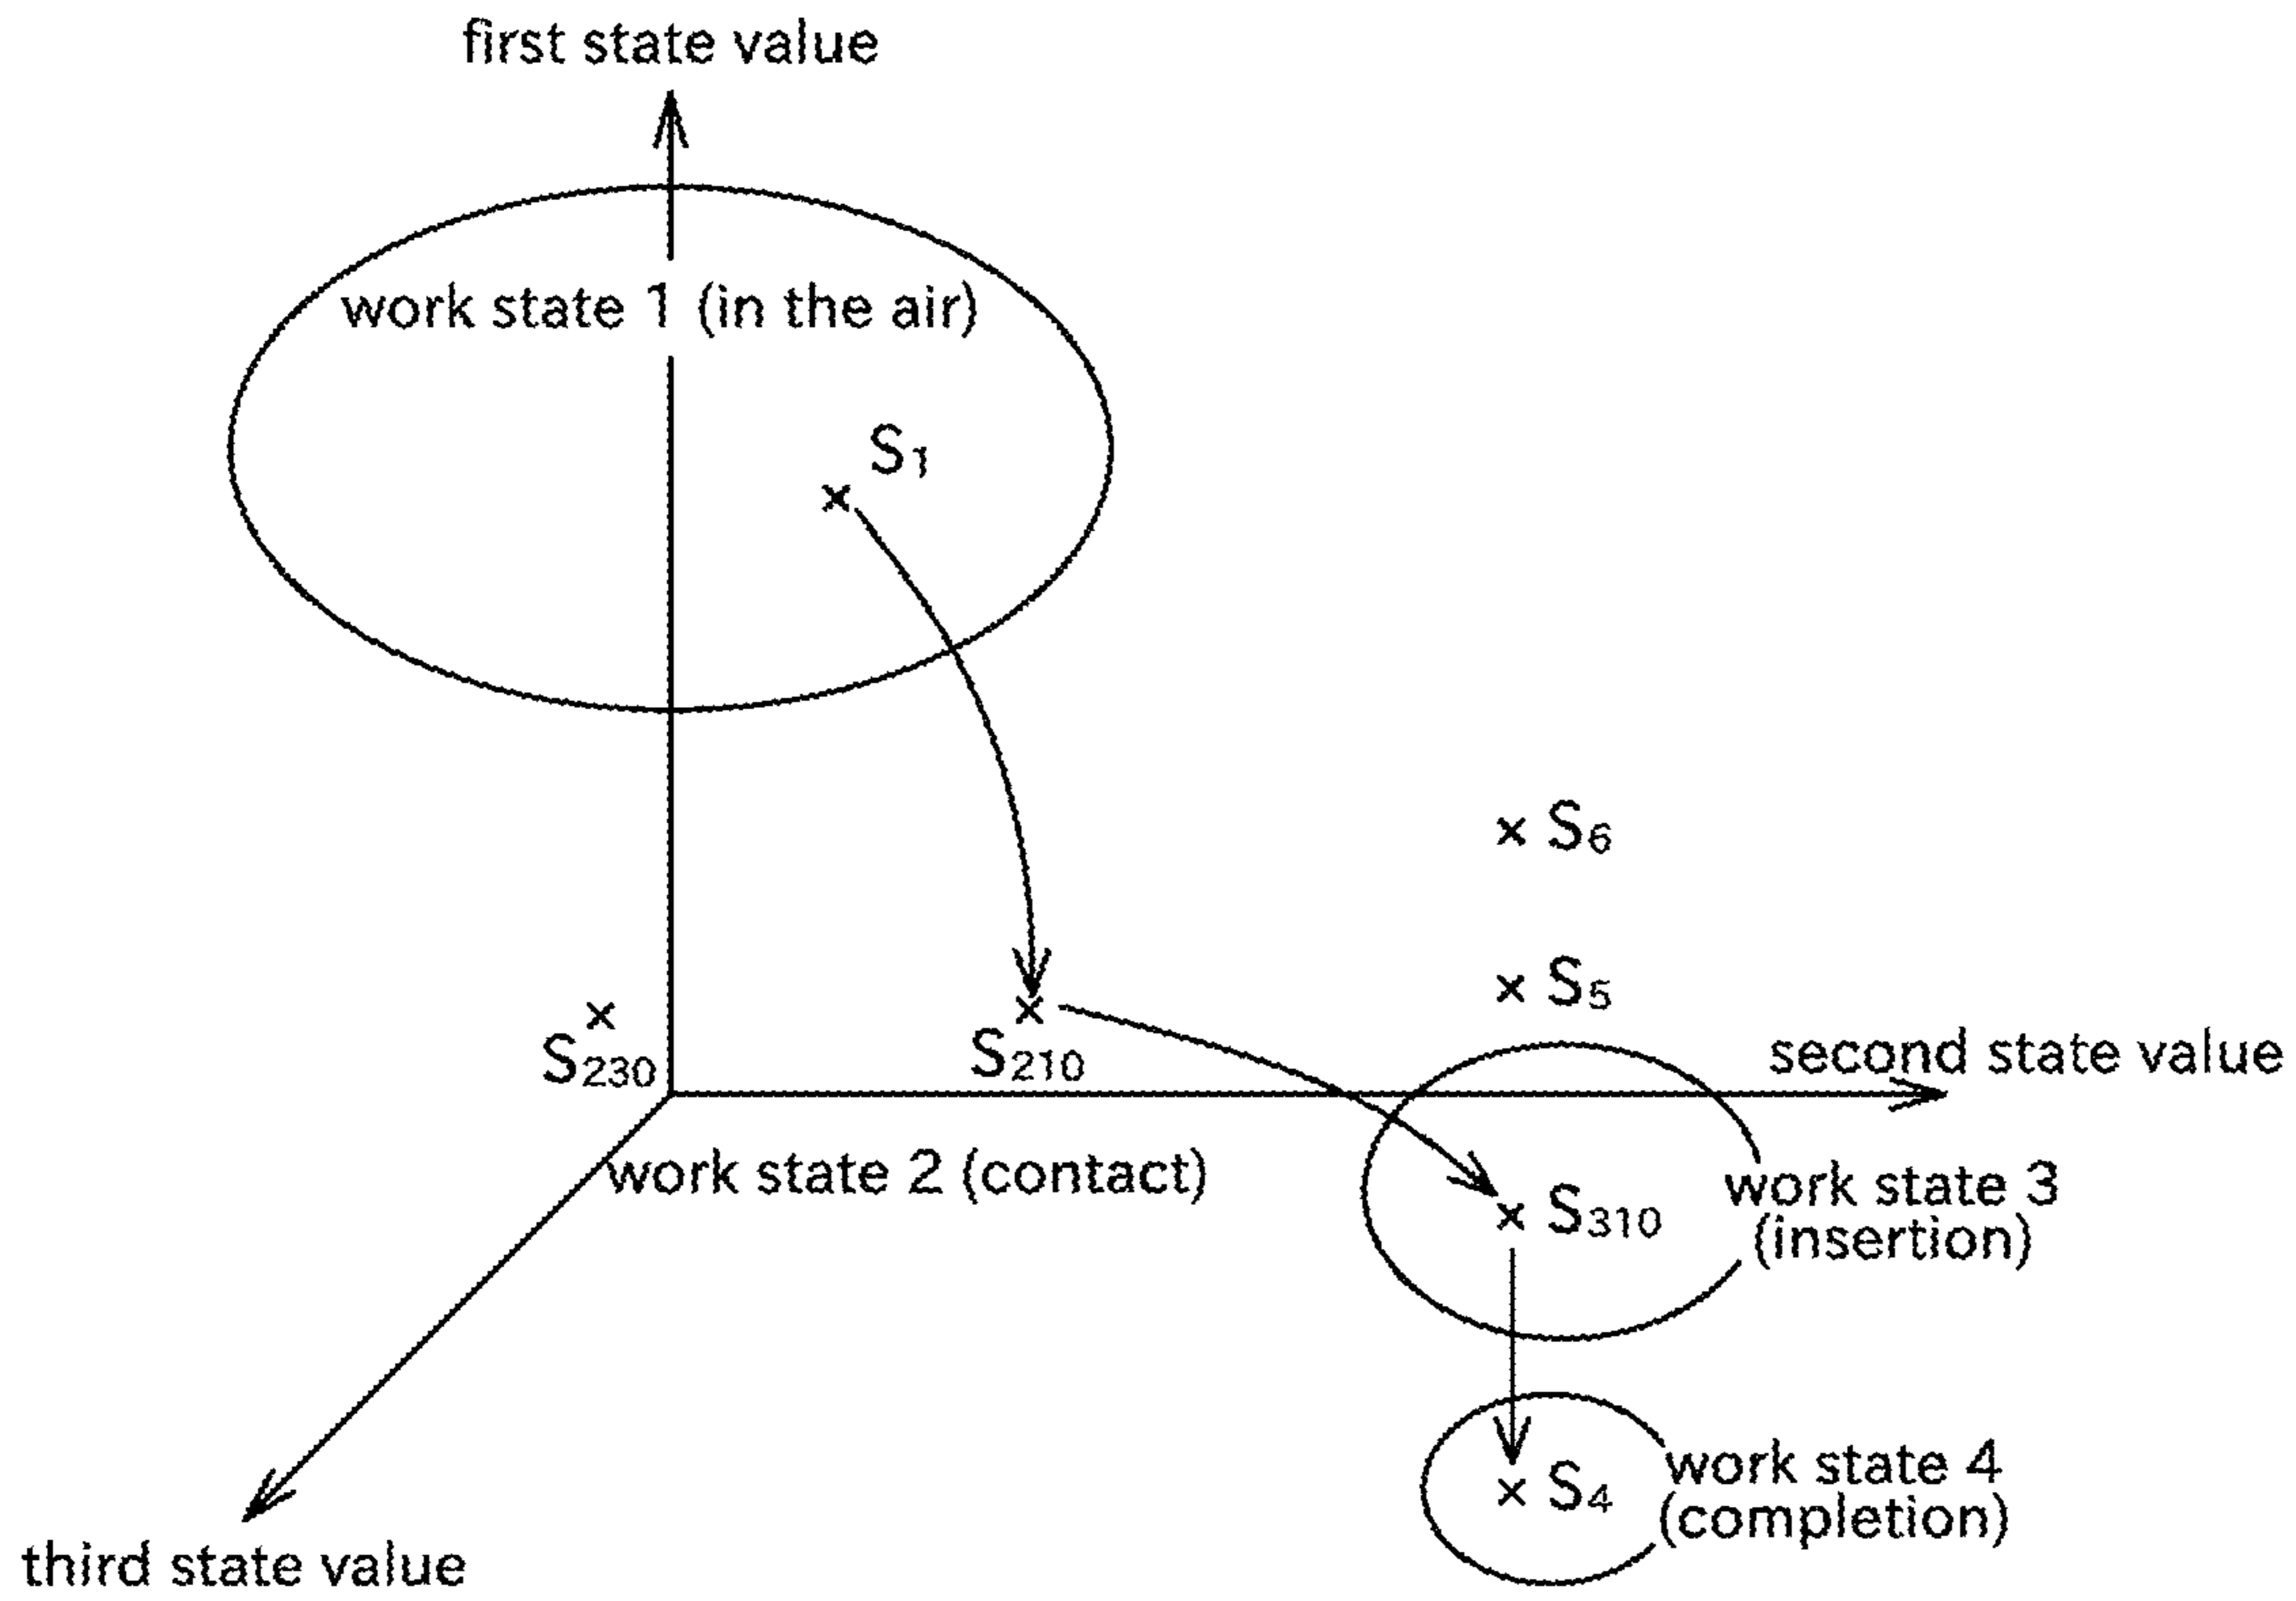 first state value
work state 1 (in the air)
S1
× S6
× S5
S230
S210
second state value
work state 2 (contact)
work state 3
(insertion)
× S310
work state 4
(completion)
× S4
third state value